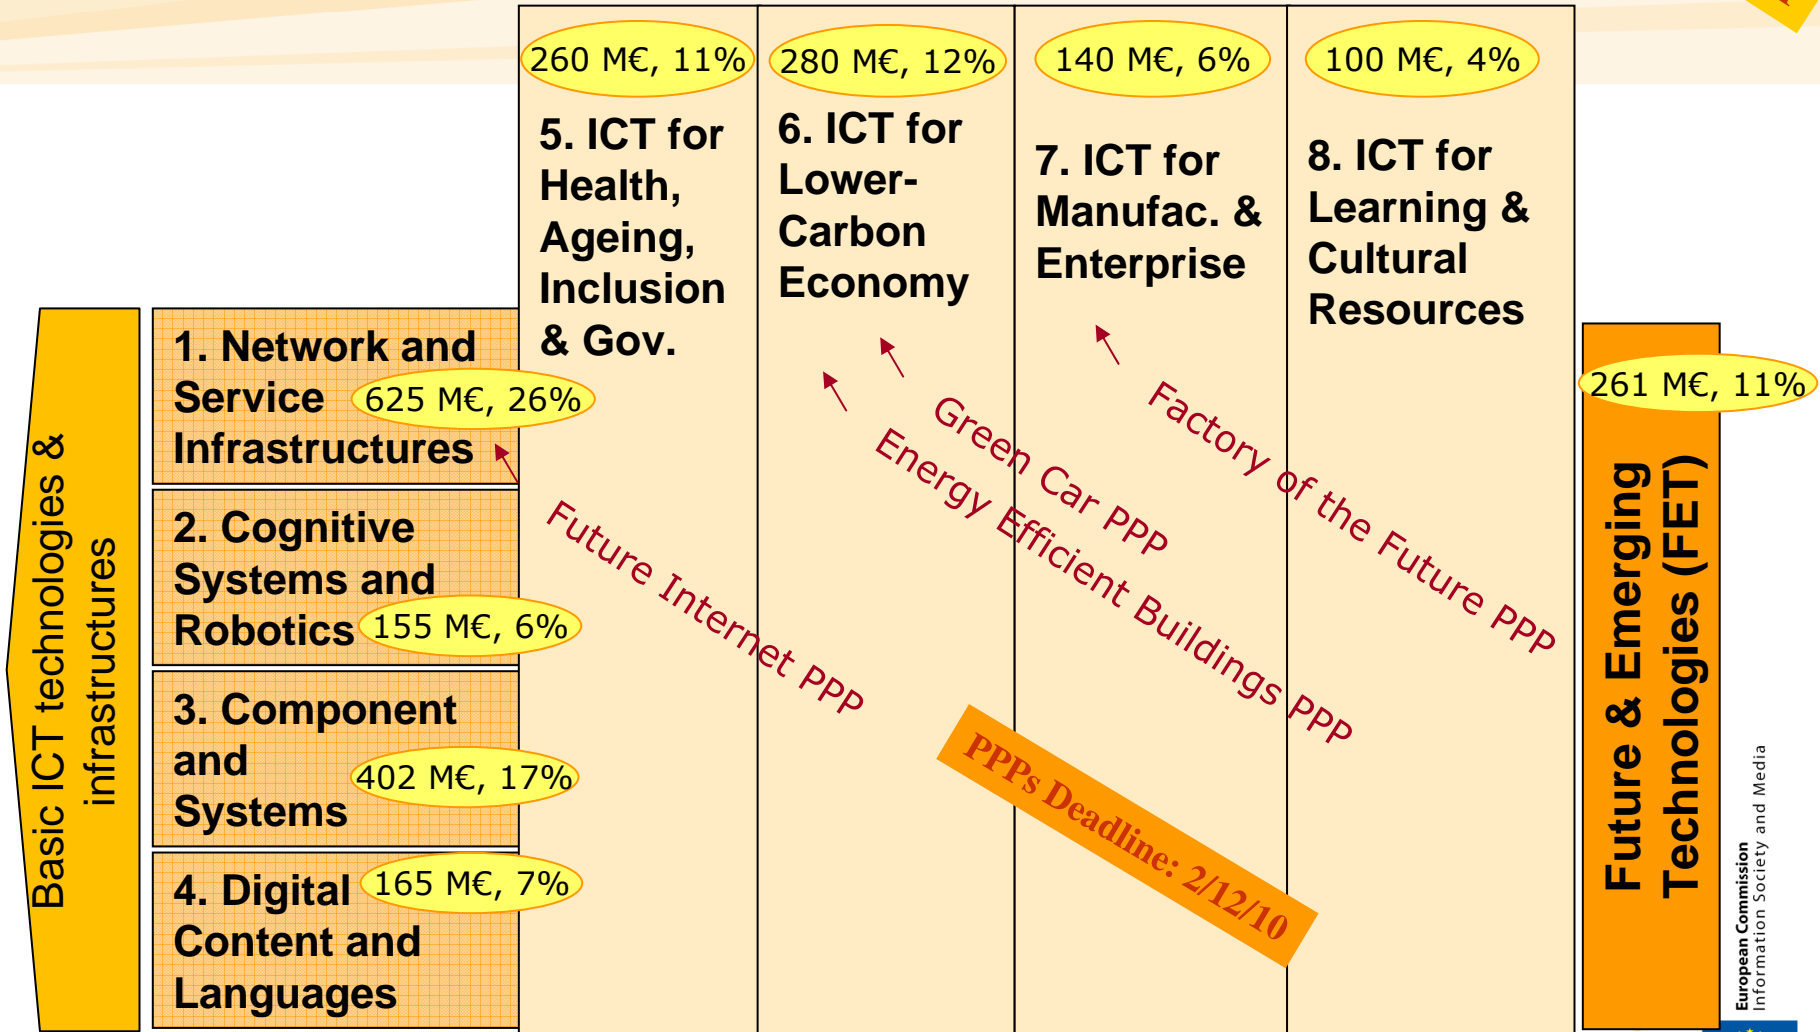 260 M€, 11%
280 M€, 12%
140 M€, 6%
100 M€, 4%
5. ICT for
Health,
Ageing,
Inclusion
& Gov.
6. ICT for
Lower-
Carbon
Economy
7. ICT for
Manufac. &
Enterprise
8. ICT for
Learning &
Cultural
Resources
Basic ICT technologies &
infrastructures
1. Network and
Service
625 M€, 26%
Infrastructures
2. Cognitive
Systems and
Robotics
155 M€, 6%
3. Component
and
Systems
402 M€, 17%
4. Digital
165 M€, 7%
Content and
Languages
Future Internet PPP
Green Car PPP
Energy Efficient Buildings PPP
Factory of the Future PPP
PPPs Deadline: 2/12/10
261 M€, 11%
Future & Emerging
Technologies (FET)
European Commission
Information Society and Media